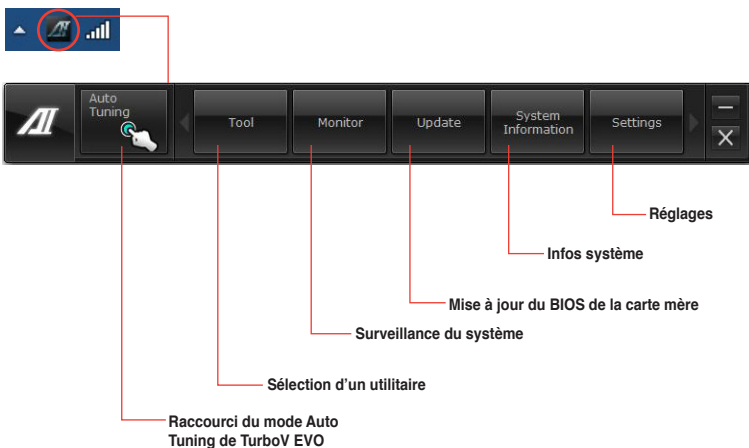 Auto
Tuning
Tool
Monitor
Update
System
Information
Settings
Réglages
Infos système
Mise à jour du BIOS de la carte mère
Surveillance du système
Sélection d'un utilitaire
Raccourci du mode Auto
Tuning de TurboV EVO